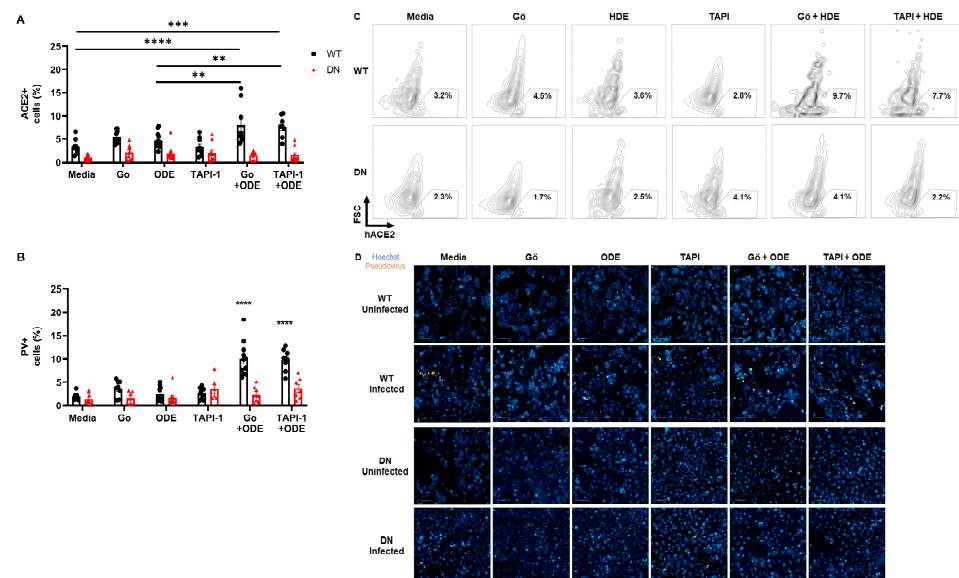 A
***
****
**
**
WT
DN
ACE2+
cells (%)
25
20
15
10
5
0
Media
Go
ODE
TAPI-1
Go
+ODE
TAPI-1
+ODE
B
****
****
PV+
cells (%)
25
20
15
10
5
0
Media
Go
ODE
TAPI-1
Go
+ODE
TAPI-1
+ODE
C
Media
Gö
HDE
TAPI
Gö + HDE
TAPI + HDE
WT
3.2%
4.5%
3.6%
2.0%
9.7%
7.7%
DN
2.3%
1.7%
2.5%
4.1%
4.1%
2.2%
FSC
hACE2
D
Hoechst
Pseudovirus
Media
Gö
ODE
TAPI
Gö + ODE
TAPI + ODE
WT
Uninfected
WT
Infected
DN
Uninfected
DN
Infected